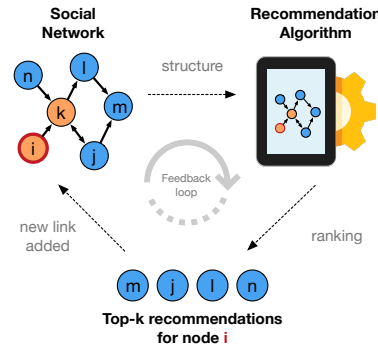 Social
Network
Recommendation
Algorithm
n
l
k
m
i
j
structure
Feedback
loop
new link
added
ranking
m j l n
Top-k recommendations
for node i